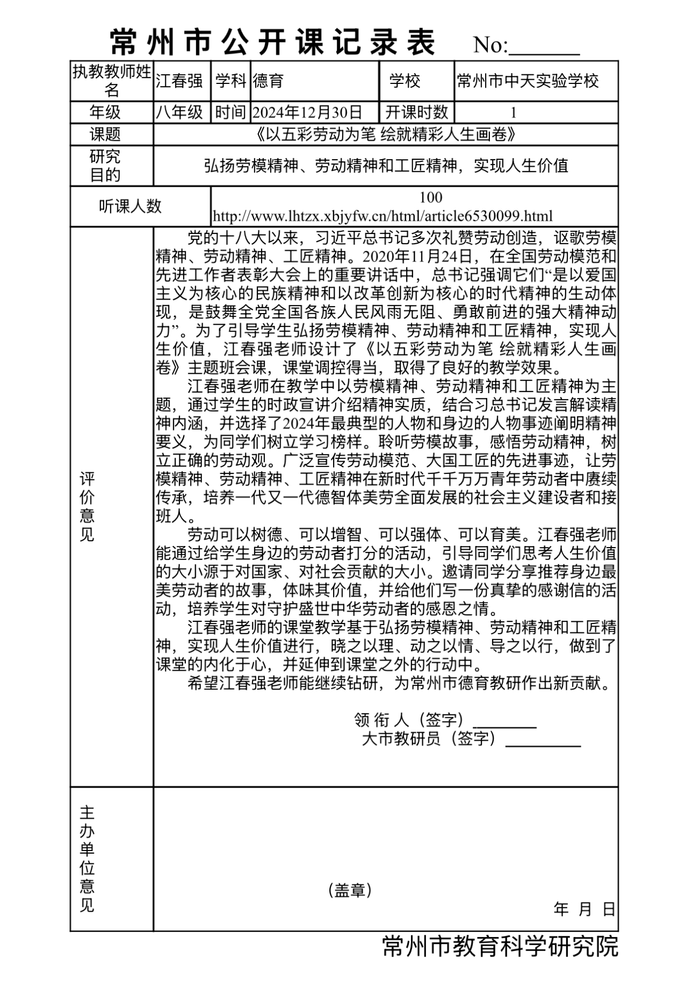 常州市公开课记录表 No:______
执教教师姓名 江春强 学科 德育 学校 常州市中天实验学校
年级 八年级 时间 2024年12月30日 开课时数 1
课题 《以五彩劳动为笔 绘就精彩人生画卷》
研究目的 弘扬劳模精神、劳动精神和工匠精神，实现人生价值
听课人数 100
http://www.lhtzx.xbjyfw.cn/html/article6530099.html
评价意见
党的十八大以来，习近平总书记多次礼赞劳动创造，讴歌劳模
精神、劳动精神、工匠精神。2020年11月24日，在全国劳动模范和
先进工作者表彰大会上的重要讲话中，总书记强调它们“是以爱国
主义为核心的民族精神和以改革创新为核心的时代精神的生动体
现，是鼓舞全党全国各族人民风雨无阻、勇敢前进的强大精神动
力”。为了引导学生弘扬劳模精神、劳动精神和工匠精神，实现人
生价值，江春强老师设计了《以五彩劳动为笔 绘就精彩人生画
卷》主题班会课，课堂调控得当，取得了良好的教学效果。
江春强老师在教学中以劳模精神、劳动精神和工匠精神为主
题，通过学生的时政宣讲介绍精神实质，结合习总书记发言解读精
神内涵，并选择了2024年最典型的人物和身边的人物事迹阐明精神
要义，为同学们树立学习榜样。聆听劳模故事，感悟劳动精神，树
立正确的劳动观。广泛宣传劳动模范、大国工匠的先进事迹，让劳
模精神、劳动精神、工匠精神在新时代千千万万青年劳动者中赓续
传承，培养一代又一代德智体美劳全面发展的社会主义建设者和接
班人。
劳动可以树德、可以增智、可以强体、可以育美。江春强老师
能通过给学生身边的劳动者打分的活动，引导同学们思考人生价值
的大小源于对国家、对社会贡献的大小。邀请同学分享推荐身边最
美劳动者的故事，体味其价值，并给他们写一份真挚的感谢信的活
动，培养学生对守护盛世中华劳动者的感恩之情。
江春强老师的课堂教学基于弘扬劳模精神、劳动精神和工匠精
神，实现人生价值进行，晓之以理、动之以情、导之以行，做到了
课堂的内化于心，并延伸到课堂之外的行动中。
希望江春强老师能继续钻研，为常州市德育教研作出新贡献。
领 衔 人（签字）________
大市教研员（签字）__________
主办单位意见
（盖章）
年 月 日
常州市教育科学研究院